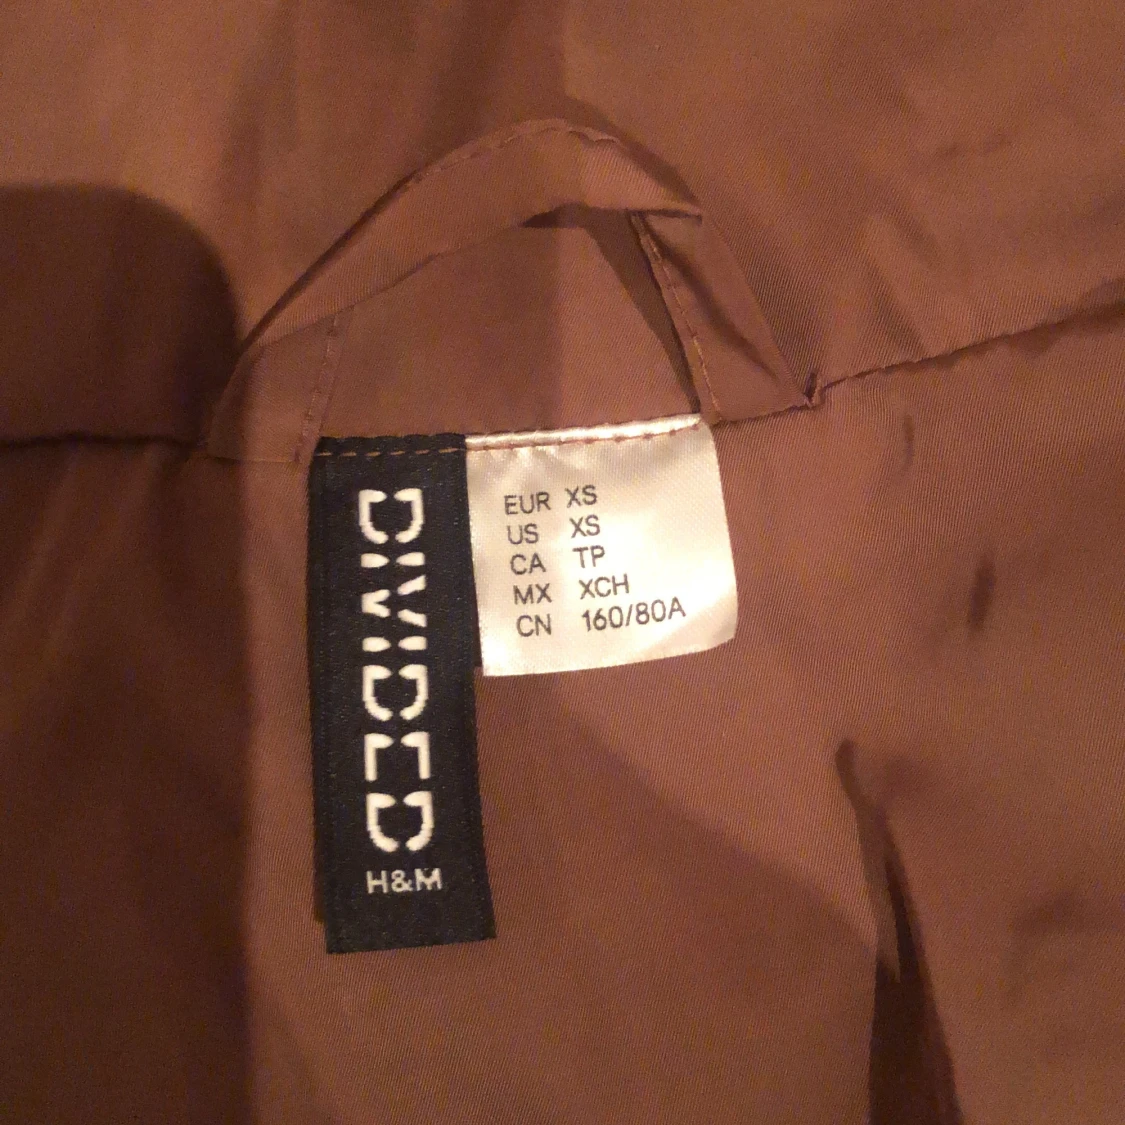 DIVIDED
H&M
EUR XS
US XS
CA TP
MX XCH
CN 160/80A